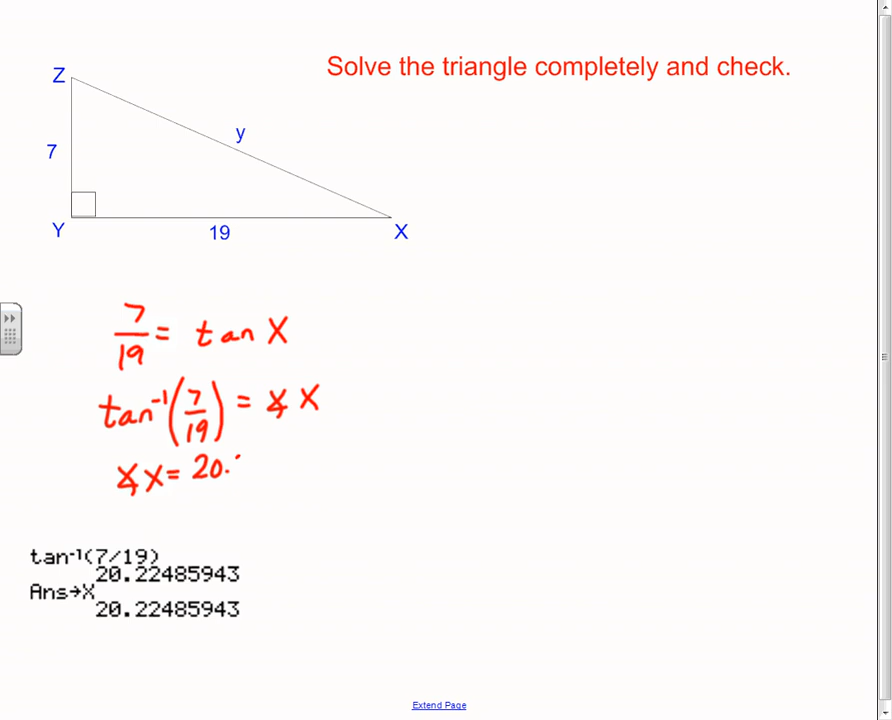 Solve the triangle completely and check.
Z
y
7
Y
19
X
7/19 = tan X
tan⁻¹(7/19) = ∡ X
∡ X = 20.
tan⁻¹(7/19)
20.22485943
Ans→X
20.22485943
Extend Page